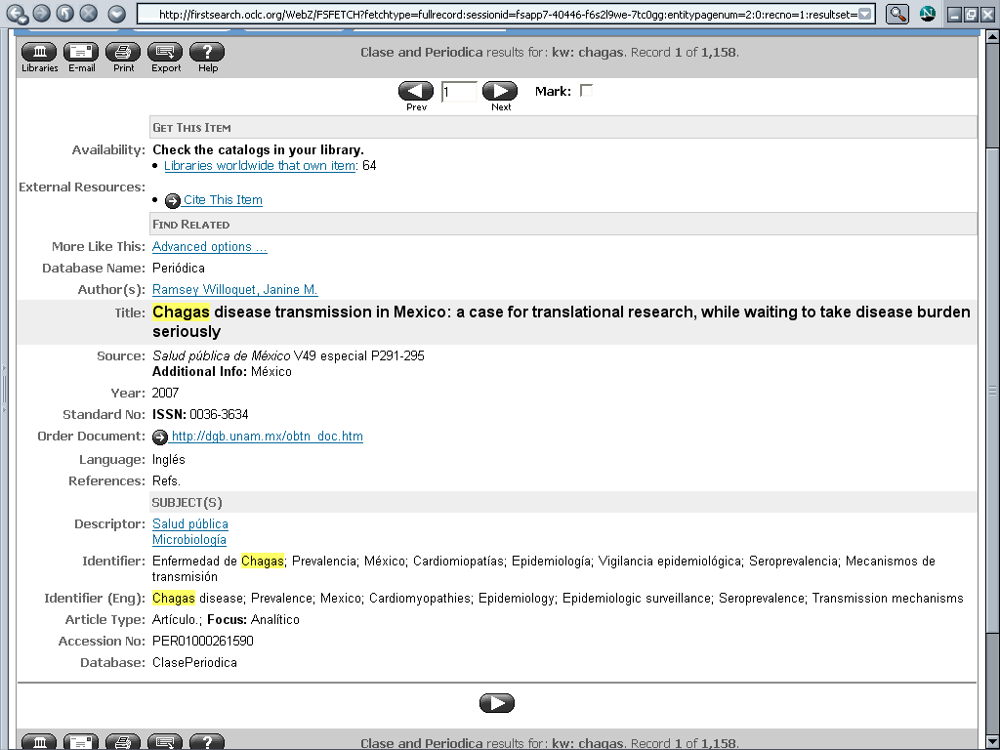 http://firstsearch.oclc.org/WebZ/FSFETCH?fetchtype=fullrecord:sessionid=fsapp7-40446-f6s2l9we-7tc0gg:entitypagenum=2:0:recno=1:resultset=
Libraries E-mail Print Export Help
Clase and Periodica results for: kw: chagas. Record 1 of 1,158.
Prev 1 Next Mark:
GET THIS ITEM
Availability: Check the catalogs in your library.
• Libraries worldwide that own item: 64
External Resources:
• Cite This Item
FIND RELATED
More Like This: Advanced options ...
Database Name: Periódica
Author(s): Ramsey Willoquet, Janine M.
Title: Chagas disease transmission in Mexico: a case for translational research, while waiting to take disease burden
seriously
Source: Salud pública de México V49 especial P291-295
Additional Info: México
Year: 2007
Standard No: ISSN: 0036-3634
Order Document: http://dgb.unam.mx/obtn_doc.htm
Language: Inglés
References: Refs.
SUBJECT(S)
Descriptor: Salud pública
Microbiología
Identifier: Enfermedad de Chagas; Prevalencia; México; Cardiomiopatías; Epidemiología; Vigilancia epidemiológica; Seroprevalencia; Mecanismos de
transmisión
Identifier (Eng): Chagas disease; Prevalence; Mexico; Cardiomyopathies; Epidemiology; Epidemiologic surveillance; Seroprevalence; Transmission mechanisms
Article Type: Artículo.; Focus: Analítico
Accession No: PER01000261590
Database: ClasePeriodica
Clase and Periodica results for: kw: chagas. Record 1 of 1,158.